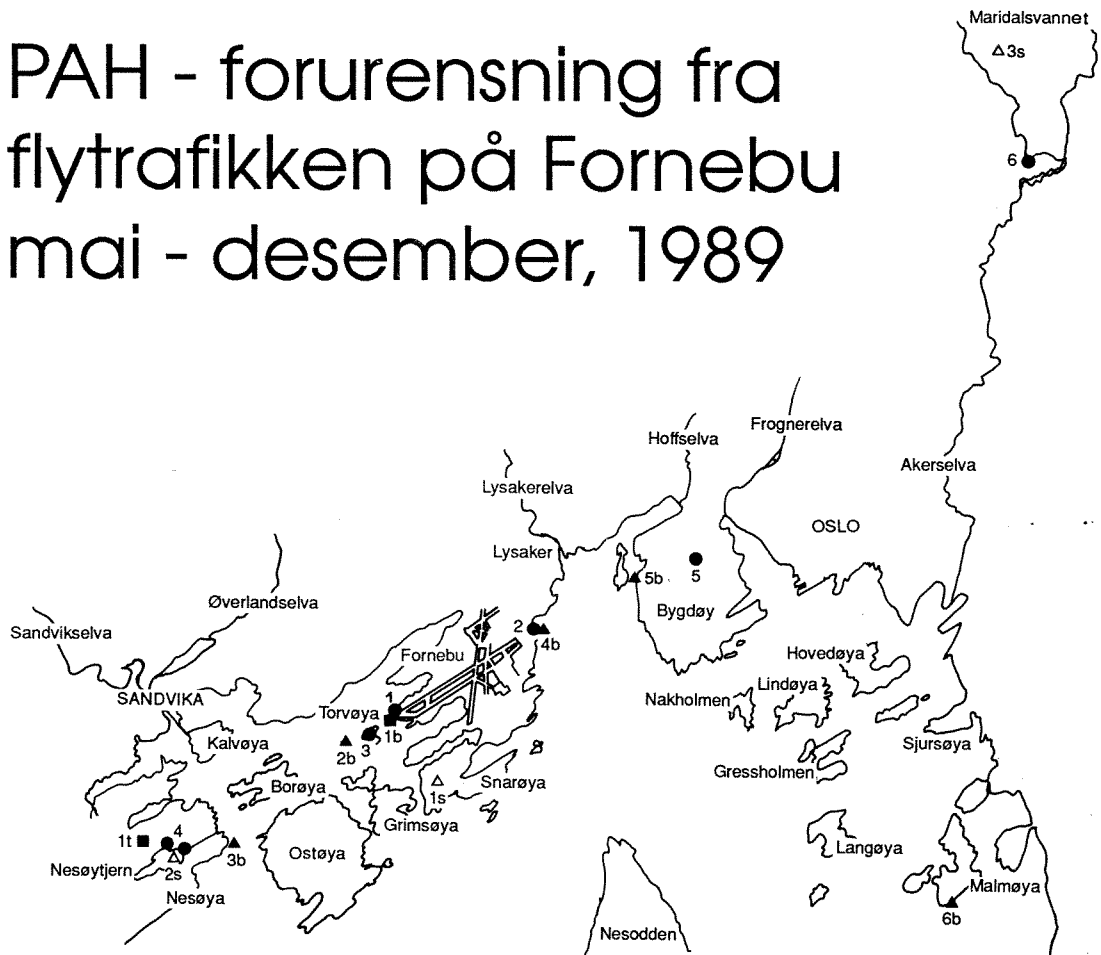 PAH - forurensning fra
flytrafikken på Fornebu
mai - desember, 1989
Maridalsvannet
3s
6
Frognerelva
Hoffselva
Akerselva
Lysakerelva
OSLO
Lysaker
5b
5
Øverlandselva
Bygdøy
Sandvikselva
2
4b
Fornebu
Hovedøya
Lindøya
SANDVIKA
Nakholmen
1
Torvøya
1b
Kalvøya
3
2b
Sjursøya
Gressholmen
Snarøya
Borøya
1s
Grimsøya
4
1t
Langøya
Ostøya
3b
Nesøytjern
2s
Malmøya
Nesøya
6b
Nesodden